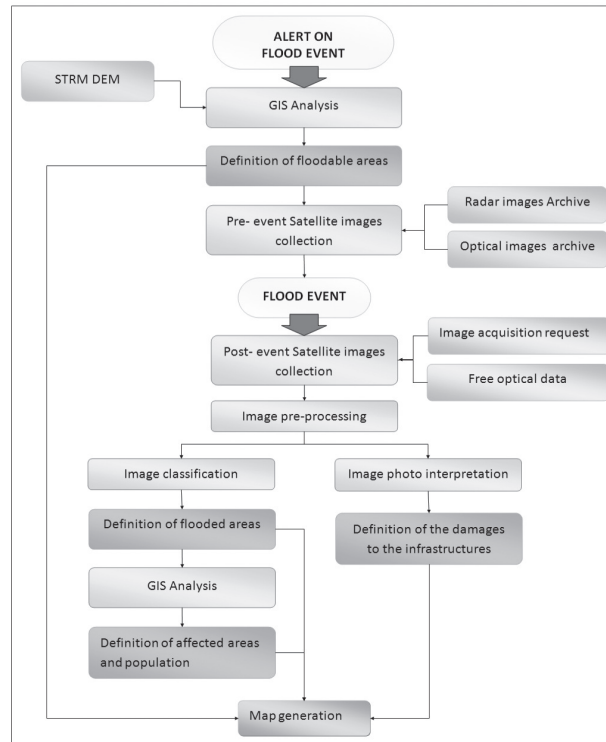 ALERT ON
FLOOD EVENT
STRM DEM
GIS Analysis
Definition of floodable areas
Pre- event Satellite images
collection
Radar images Archive
Optical images archive
FLOOD EVENT
Post- event Satellite images
collection
Image acquisition request
Free optical data
Image pre-processing
Image classification
Image photo interpretation
Definition of flooded areas
Definition of the damages
to the infrastructures
GIS Analysis
Definition of affected areas
and population
Map generation